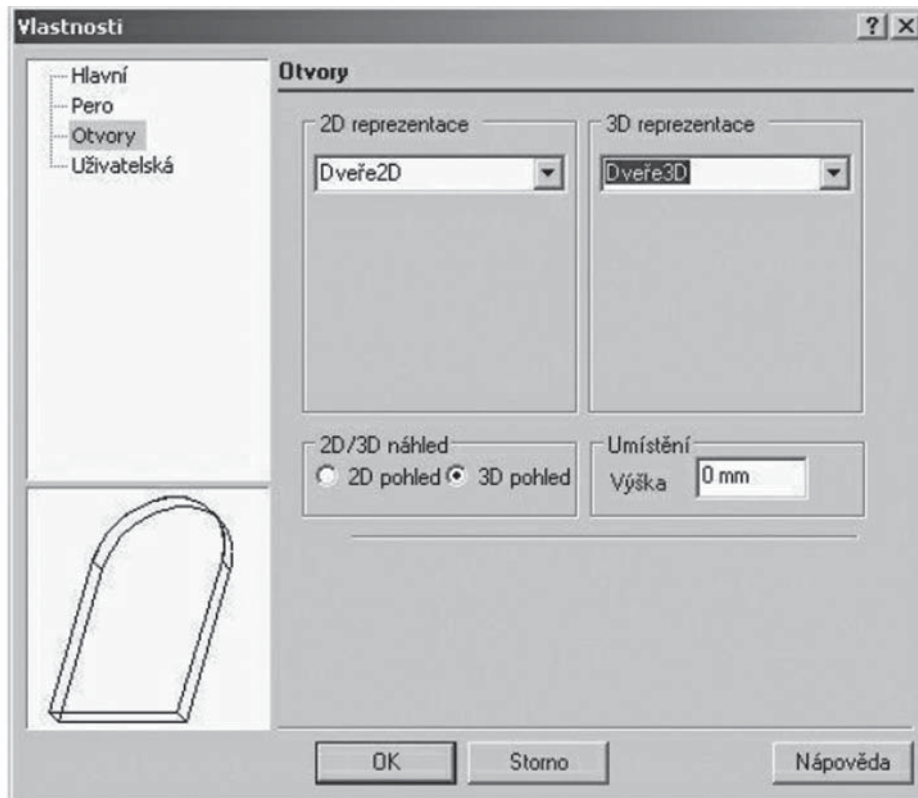 Vlastnosti
Hlavní
Pero
Otvory
Uživatelská
Otvory
2D reprezentace
Dveře2D
3D reprezentace
Dveře3D
2D/3D náhled
2D pohled 3D pohled
Umístění
Výška 0 mm
OK Storno Nápověda